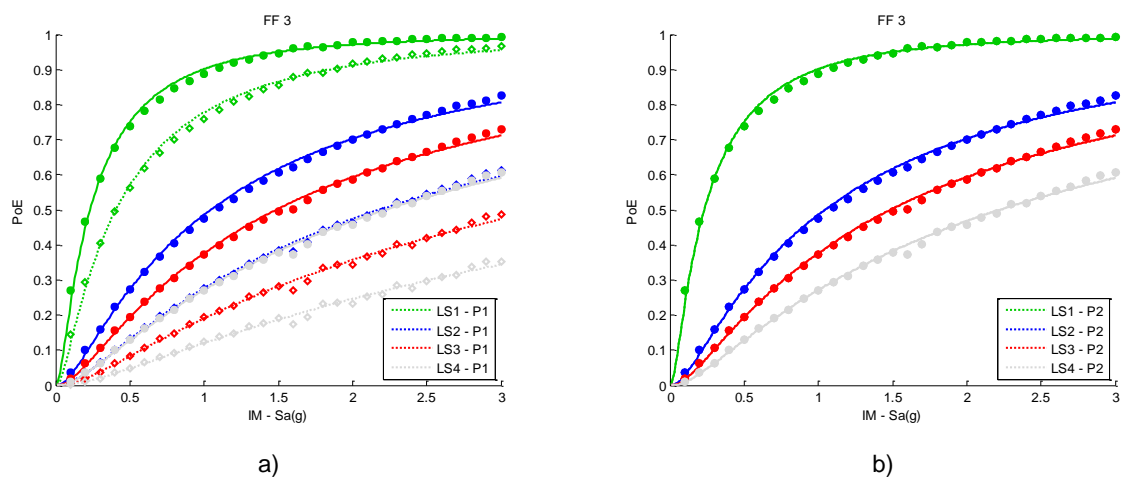 FF 3
1
0.9
0.8
0.7
0.6
0.5
0.4
0.3
0.2
0.1
0
PoE
0 0.5 1 1.5 2 2.5 3
IM - Sa(g)
LS1 - P1
LS2 - P1
LS3 - P1
LS4 - P1
a)
FF 3
1
0.9
0.8
0.7
0.6
0.5
0.4
0.3
0.2
0.1
0
PoE
0 0.5 1 1.5 2 2.5 3
IM - Sa(g)
LS1 - P2
LS2 - P2
LS3 - P2
LS4 - P2
b)